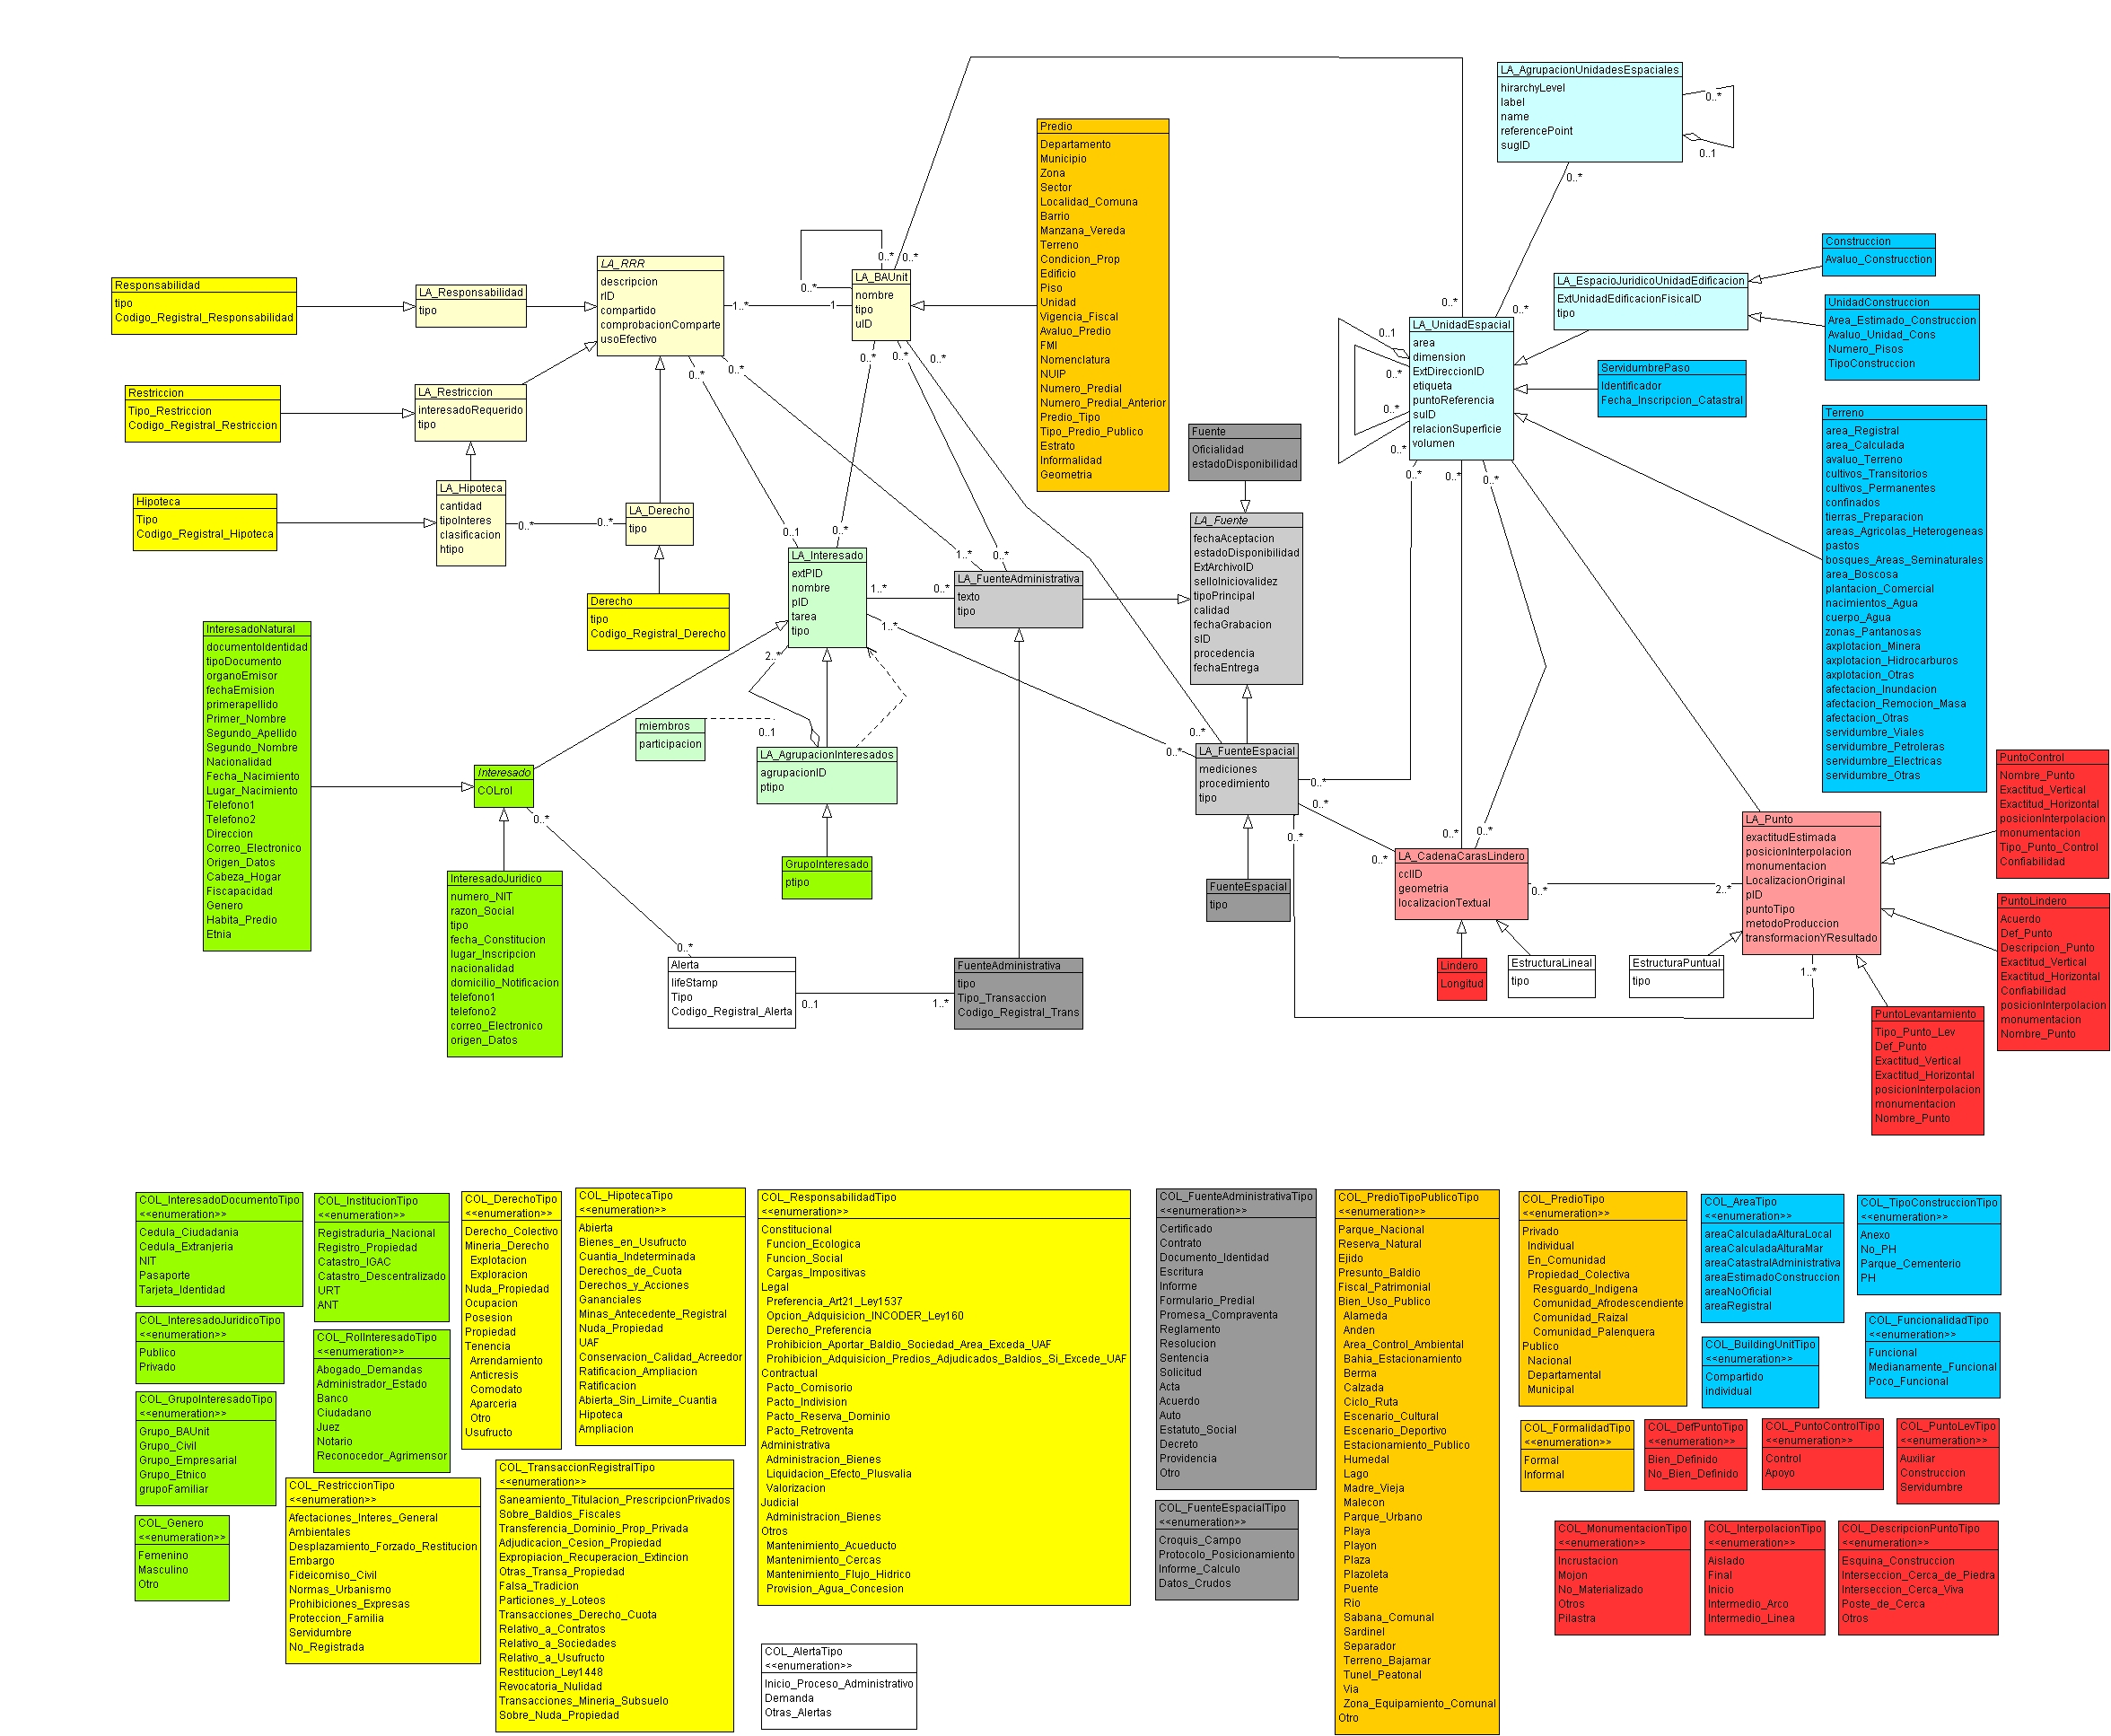 LA_AgrupacionUnidadesEspaciales
hirarchyLevel
label
name
referencePoint
sugID
0..*
0..1
0..*
Predio
Departamento
Municipio
Zona
Sector
Localidad_Comuna
Barrio
Manzana_Vereda
Terreno
Condicion_Prop
Edificio
Piso
Unidad
Vigencia_Fiscal
Avaluo_Predio
FMI
Nomenclatura
NUIP
Numero_Predial
Numero_Predial_Anterior
Predio_Tipo
Tipo_Predio_Publico
Estrato
Informalidad
Geometria
Responsabilidad
tipo
Codigo_Registral_Responsabilidad
LA_Responsabilidad
tipo
LA_RRR
descripcion
rID
compartido
comprobacionComparte
usoEfectivo
1..*
1
0..*
0..*
0..*
LA_BAUnit
nombre
tipo
uID
0..*
0..*
0..*
0..*
0..*
Restriccion
Tipo_Restriccion
Codigo_Registral_Restriccion
LA_Restriccion
interesadoRequerido
tipo
Hipoteca
Tipo
Codigo_Registral_Hipoteca
LA_Hipoteca
cantidad
tipoInteres
clasificacion
htipo
0..*
0..*
LA_Derecho
tipo
Derecho
tipo
Codigo_Registral_Derecho
Construccion
Avaluo_Construcction
LA_EspacioJuridicoUnidadEdificacion
ExtUnidadEdificacionFisicaID
tipo
UnidadConstruccion
Area_Estimado_Construccion
Avaluo_Unidad_Cons
Numero_Pisos
TipoConstruccion
0..*
0..*
LA_UnidadEspacial
area
dimension
ExtDireccionID
etiqueta
puntoReferencia
suID
relacionSuperficie
volumen
0..1
0..*
0..*
0..*
0..*
0..*
0..*
ServidumbrePaso
Identificador
Fecha_Inscripcion_Catastral
Terreno
area_Registral
area_Calculada
avaluo_Terreno
cultivos_Transitorios
cultivos_Permanentes
confinados
tierras_Preparacion
areas_Agricolas_Heterogeneas
pastos
bosques_Areas_Seminaturales
area_Boscosa
plantacion_Comercial
nacimientos_Agua
cuerpo_Agua
zonas_Pantanosas
axplotacion_Minera
axplotacion_Hidrocarburos
axplotacion_Otras
afectacion_Inundacion
afectacion_Remocion_Masa
afectacion_Otras
servidumbre_Viales
servidumbre_Petroleras
servidumbre_Electricas
servidumbre_Otras
Fuente
Oficialidad
estadoDisponibilidad
LA_Fuente
fechaAceptacion
estadoDisponibilidad
ExtArchivoID
selloIniciovalidez
tipoPrincipal
calidad
fechaGrabacion
sID
procedencia
fechaEntrega
0..1
0..*
LA_Interesado
extPID
nombre
pID
tarea
tipo
1..*
0..*
1..*
2..*
1..*
0..*
LA_FuenteAdministrativa
texto
tipo
InteresadoNatural
documentoIdentidad
tipoDocumento
organoEmisor
fechaEmision
primerapellido
Primer_Nombre
Segundo_Apellido
Segundo_Nombre
Nacionalidad
Fecha_Nacimiento
Lugar_Nacimiento
Telefono1
Telefono2
Direccion
Correo_Electronico
Origen_Datos
Cabeza_Hogar
Fiscapacidad
Genero
Habita_Predio
Etnia
miembros
participacion
0..1
LA_AgrupacionInteresados
agrupacionID
ptipo
GrupoInteresado
ptipo
Interesado
COLrol
0..*
InteresadoJuridico
numero_NIT
razon_Social
tipo
fecha_Constitucion
lugar_Inscripcion
nacionalidad
domicilio_Notificacion
telefono1
telefono2
correo_Electronico
origen_Datos
0..*
Alerta
lifeStamp
Tipo
Codigo_Registral_Alerta
0..1
1..*
FuenteAdministrativa
tipo
Tipo_Transaccion
Codigo_Registral_Trans
0..*
0..*
LA_FuenteEspacial
mediciones
procedimiento
tipo
0..*
0..*
0..*
FuenteEspacial
tipo
0..*
0..*
0..*
LA_CadenaCarasLindero
cclID
geometria
localizacionTextual
0..*
2..*
Lindero
Longitud
EstructuraLineal
tipo
EstructuraPuntual
tipo
LA_Punto
exactitudEstimada
posicionInterpolacion
monumentacion
LocalizacionOriginal
pID
puntoTipo
metodoProduccion
transformacionYResultado
1..*
PuntoControl
Nombre_Punto
Exactitud_Vertical
Exactitud_Horizontal
posicionInterpolacion
monumentacion
Tipo_Punto_Control
Confiabilidad
PuntoLindero
Acuerdo
Def_Punto
Descripcion_Punto
Exactitud_Vertical
Exactitud_Horizontal
Confiabilidad
posicionInterpolacion
monumentacion
Nombre_Punto
PuntoLevantamiento
Tipo_Punto_Lev
Def_Punto
Exactitud_Vertical
Exactitud_Horizontal
posicionInterpolacion
monumentacion
Nombre_Punto
COL_InteresadoDocumentoTipo
<<enumeration>>
Cedula_Ciudadania
Cedula_Extranjeria
NIT
Pasaporte
Tarjeta_Identidad
COL_InteresadoJuridicoTipo
<<enumeration>>
Publico
Privado
COL_GrupoInteresadoTipo
<<enumeration>>
Grupo_BAUnit
Grupo_Civil
Grupo_Empresarial
Grupo_Etnico
grupoFamiliar
COL_Genero
<<enumeration>>
Femenino
Masculino
Otro
COL_InstitucionTipo
<<enumeration>>
Registraduria_Nacional
Registro_Propiedad
Catastro_IGAC
Catastro_Descentralizado
URT
ANT
COL_RolInteresadoTipo
<<enumeration>>
Abogado_Demandas
Administrador_Estado
Banco
Ciudadano
Juez
Notario
Reconocedor_Agrimensor
COL_RestriccionTipo
<<enumeration>>
Afectaciones_Interes_General
Ambientales
Desplazamiento_Forzado_Restitucion
Embargo
Fideicomiso_Civil
Normas_Urbanismo
Prohibiciones_Expresas
Proteccion_Familia
Servidumbre
No_Registrada
COL_DerechoTipo
<<enumeration>>
Derecho_Colectivo
Mineria_Derecho
Explotacion
Exploracion
Nuda_Propiedad
Ocupacion
Posesion
Propiedad
Tenencia
Arrendamiento
Anticresis
Comodato
Aparceria
Otro
Usufructo
COL_HipotecaTipo
<<enumeration>>
Abierta
Bienes_en_Usufructo
Cuantia_Indeterminada
Derechos_de_Cuota
Derechos_y_Acciones
Gananciales
Minas_Antecedente_Registral
Nuda_Propiedad
UAF
Conservacion_Calidad_Acreedor
Ratificacion_Ampliacion
Ratificacion
Abierta_Sin_Limite_Cuantia
Hipoteca
Ampliacion
COL_TransaccionRegistralTipo
<<enumeration>>
Saneamiento_Titulacion_PrescripcionPrivados
Sobre_Baldios_Fiscales
Transferencia_Dominio_Prop_Privada
Adjudicacion_Cesion_Propiedad
Expropiacion_Recuperacion_Extincion
Otras_Transa_Propiedad
Falsa_Tradicion
Particiones_y_Loteos
Transacciones_Derecho_Cuota
Relativo_a_Contratos
Relativo_a_Sociedades
Relativo_a_Usufructo
Restitucion_Ley1448
Revocatoria_Nulidad
Transacciones_Mineria_Subsuelo
Sobre_Nuda_Propiedad
COL_ResponsabilidadTipo
<<enumeration>>
Constitucional
Funcion_Ecologica
Funcion_Social
Cargas_Impositivas
Legal
Preferencia_Art21_Ley1537
Opcion_Adquisicion_INCODER_Ley160
Derecho_Preferencia
Prohibicion_Aportar_Baldio_Sociedad_Area_Exceda_UAF
Prohibicion_Adquisicion_Predios_Adjudicados_Baldios_Si_Excede_UAF
Contractual
Pacto_Comisorio
Pacto_Indivision
Pacto_Reserva_Dominio
Pacto_Retroventa
Administrativa
Administracion_Bienes
Liquidacion_Efecto_Plusvalia
Valorizacion
Judicial
Administracion_Bienes
Otros
Mantenimiento_Acueducto
Mantenimiento_Cercas
Mantenimiento_Flujo_Hidrico
Provision_Agua_Concesion
COL_AlertaTipo
<<enumeration>>
Inicio_Proceso_Administrativo
Demanda
Otras_Alertas
COL_FuenteAdministrativaTipo
<<enumeration>>
Certificado
Contrato
Documento_Identidad
Escritura
Informe
Formulario_Predial
Promesa_Compraventa
Reglamento
Resolucion
Sentencia
Solicitud
Acta
Acuerdo
Auto
Estatuto_Social
Decreto
Providencia
Otro
COL_FuenteEspacialTipo
<<enumeration>>
Croquis_Campo
Protocolo_Posicionamiento
Informe_Calculo
Datos_Crudos
COL_PredioTipoPublicoTipo
<<enumeration>>
Parque_Nacional
Reserva_Natural
Ejido
Presunto_Baldio
Fiscal_Patrimonial
Bien_Uso_Publico
Alameda
Anden
Area_Control_Ambiental
Bahia_Estacionamiento
Berma
Calzada
Ciclo_Ruta
Escenario_Cultural
Escenario_Deportivo
Estacionamiento_Publico
Humedal
Lago
Madre_Vieja
Malecon
Parque_Urbano
Playa
Playon
Plaza
Plazoleta
Puente
Rio
Sabana_Comunal
Sardinel
Separador
Terreno_Bajamar
Tunel_Peatonal
Via
Zona_Equipamiento_Comunal
Otro
COL_PredioTipo
<<enumeration>>
Privado
Individual
En_Comunidad
Propiedad_Colectiva
Resguardo_Indigena
Comunidad_Afrodescendiente
Comunidad_Raizal
Comunidad_Palenquera
Publico
Nacional
Departamental
Municipal
COL_AreaTipo
<<enumeration>>
areaCalculadaAlturaLocal
areaCalculadaAlturaMar
areaCatastralAdministrativa
areaEstimadoConstruccion
areaNoOficial
areaRegistral
COL_BuildingUnitTipo
<<enumeration>>
Compartido
individual
COL_TipoConstruccionTipo
<<enumeration>>
Anexo
No_PH
Parque_Cementerio
PH
COL_FuncionalidadTipo
<<enumeration>>
Funcional
Medianamente_Funcional
Poco_Funcional
COL_FormalidadTipo
<<enumeration>>
Formal
Informal
COL_DefPuntoTipo
<<enumeration>>
Bien_Definido
No_Bien_Definido
COL_PuntoControlTipo
<<enumeration>>
Control
Apoyo
COL_PuntoLevTipo
<<enumeration>>
Auxiliar
Construccion
Servidumbre
COL_MonumentacionTipo
<<enumeration>>
Incrustacion
Mojon
No_Materializado
Otros
Pilastra
COL_InterpolacionTipo
<<enumeration>>
Aislado
Final
Inicio
Intermedio_Arco
Intermedio_Linea
COL_DescripcionPuntoTipo
<<enumeration>>
Esquina_Construccion
Interseccion_Cerca_de_Piedra
Interseccion_Cerca_Viva
Poste_de_Cerca
Otros